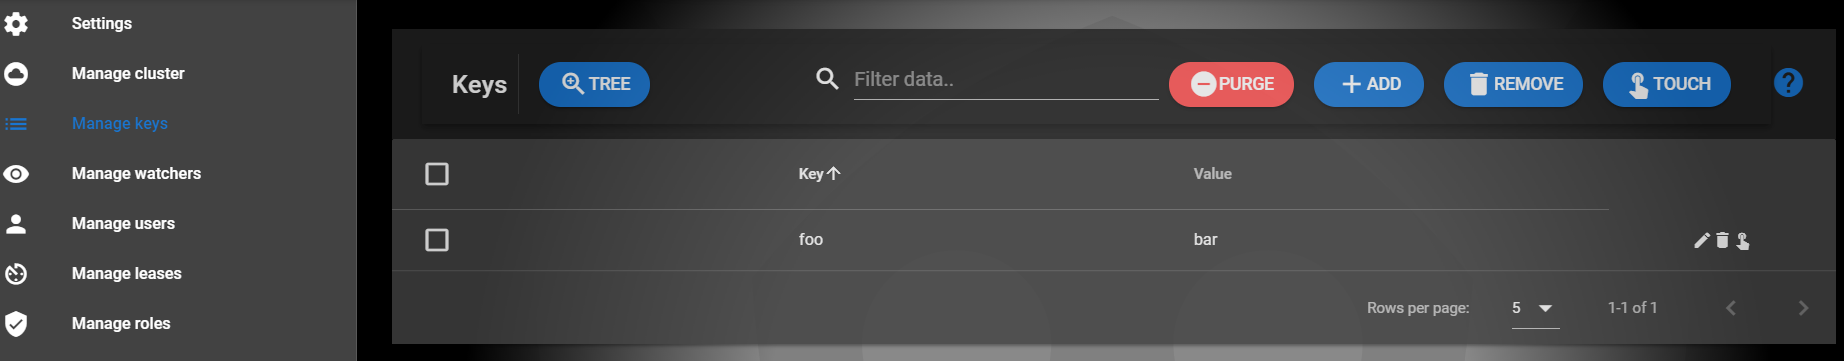 Settings
Manage cluster
Manage keys
Manage watchers
Manage users
Manage leases
Manage roles
Keys TREE Filter data.. PURGE ADD REMOVE TOUCH ?
Key Value
foo bar
Rows per page: 5 1-1 of 1